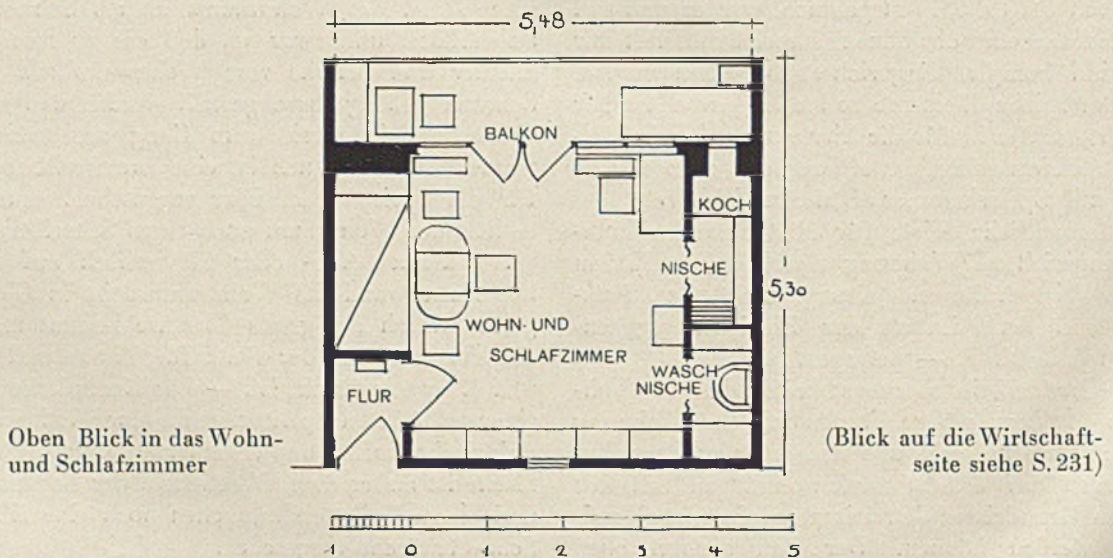 5,48
BALKON
KOCH
NISCHE
5,30
WOHN- UND
SCHLAFZIMMER
WASCH
NISCHE
FLUR
Oben Blick in das Wohn-
und Schlafzimmer
(Blick auf die Wirtschaft-
seite siehe S. 231)
1 0 1 2 3 4 5